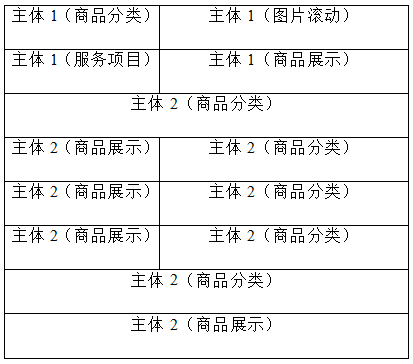 主体 1（商品分类） 主体 1（图片滚动）
主体 1（服务项目） 主体 1（商品展示）
主体 2（商品分类）
主体 2（商品展示） 主体 2（商品分类）
主体 2（商品展示） 主体 2（商品分类）
主体 2（商品展示） 主体 2（商品分类）
主体 2（商品分类）
主体 2（商品展示）